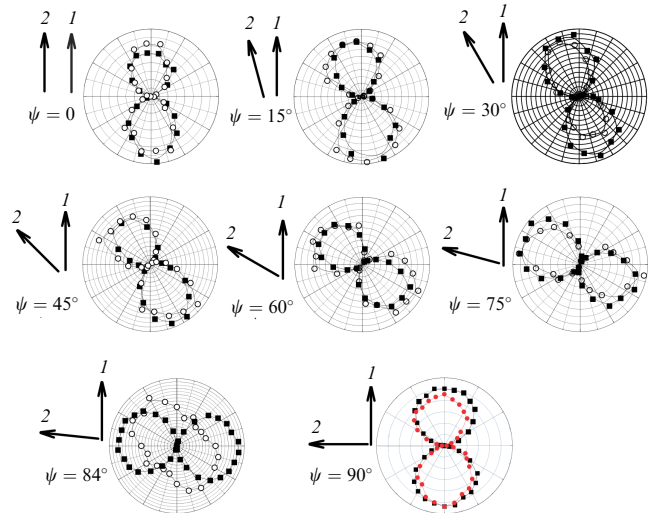 2 1
ψ = 0
2 1
ψ = 15°
2 1
ψ = 30°
2 1
ψ = 45°
2 1
ψ = 60°
2 1
ψ = 75°
2 1
ψ = 84°
2 1
ψ = 90°